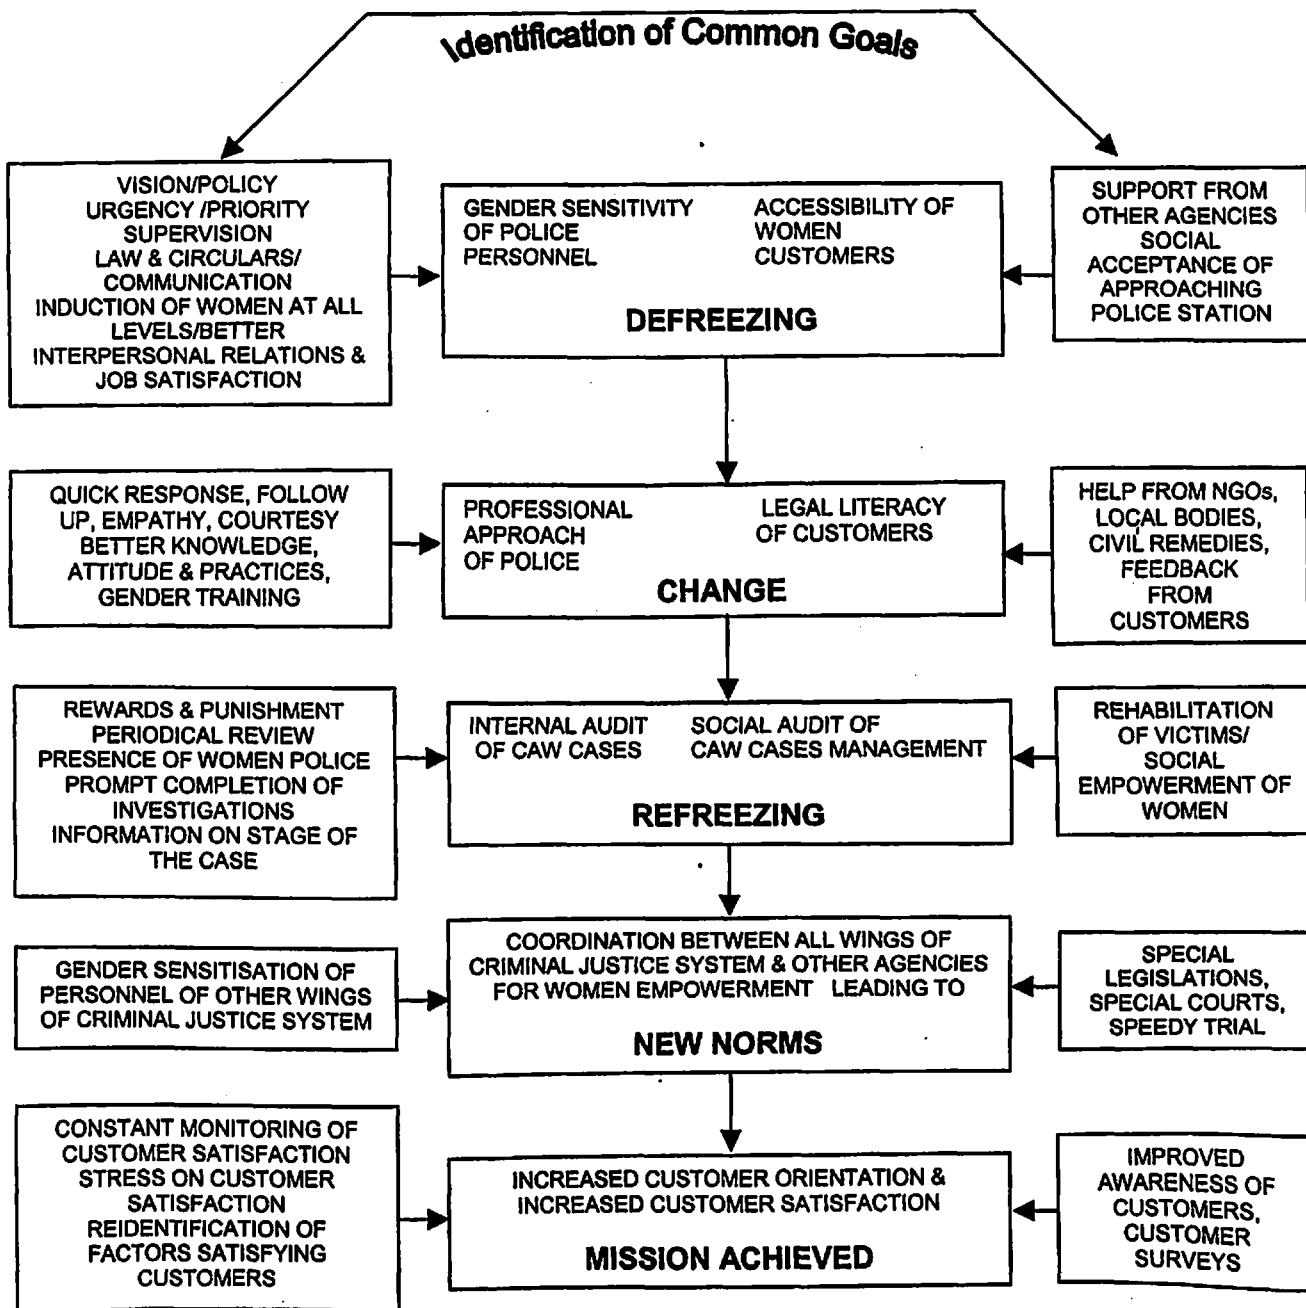 Identification of Common Goals
VISION/POLICY
URGENCY /PRIORITY
SUPERVISION
LAW & CIRCULARS/
COMMUNICATION
INDUCTION OF WOMEN AT ALL
LEVELS/BETTER
INTERPERSONAL RELATIONS &
JOB SATISFACTION
GENDER SENSITIVITY
OF POLICE
PERSONNEL
ACCESSIBILITY OF
WOMEN
CUSTOMERS
DEFREEZING
SUPPORT FROM
OTHER AGENCIES
SOCIAL
ACCEPTANCE OF
APPROACHING
POLICE STATION
QUICK RESPONSE, FOLLOW
UP, EMPATHY, COURTESY
BETTER KNOWLEDGE,
ATTITUDE & PRACTICES,
GENDER TRAINING
PROFESSIONAL
APPROACH
OF POLICE
LEGAL LITERACY
OF CUSTOMERS
CHANGE
HELP FROM NGOs,
LOCAL BODIES,
CIVIL REMEDIES,
FEEDBACK
FROM
CUSTOMERS
REWARDS & PUNISHMENT
PERIODICAL REVIEW
PRESENCE OF WOMEN POLICE
PROMPT COMPLETION OF
INVESTIGATIONS
INFORMATION ON STAGE OF
THE CASE
INTERNAL AUDIT
OF CAW CASES
SOCIAL AUDIT OF
CAW CASES MANAGEMENT
REFREEZING
REHABILITATION
OF VICTIMS/
SOCIAL
EMPOWERMENT OF
WOMEN
GENDER SENSITISATION OF
PERSONNEL OF OTHER WINGS
OF CRIMINAL JUSTICE SYSTEM
COORDINATION BETWEEN ALL WINGS OF
CRIMINAL JUSTICE SYSTEM & OTHER AGENCIES
FOR WOMEN EMPOWERMENT LEADING TO
NEW NORMS
SPECIAL
LEGISLATIONS,
SPECIAL COURTS,
SPEEDY TRIAL
CONSTANT MONITORING OF
CUSTOMER SATISFACTION
STRESS ON CUSTOMER
SATISFACTION
REIDENTIFICATION OF
FACTORS SATISFYING
CUSTOMERS
INCREASED CUSTOMER ORIENTATION &
INCREASED CUSTOMER SATISFACTION
MISSION ACHIEVED
IMPROVED
AWARENESS OF
CUSTOMERS,
CUSTOMER
SURVEYS